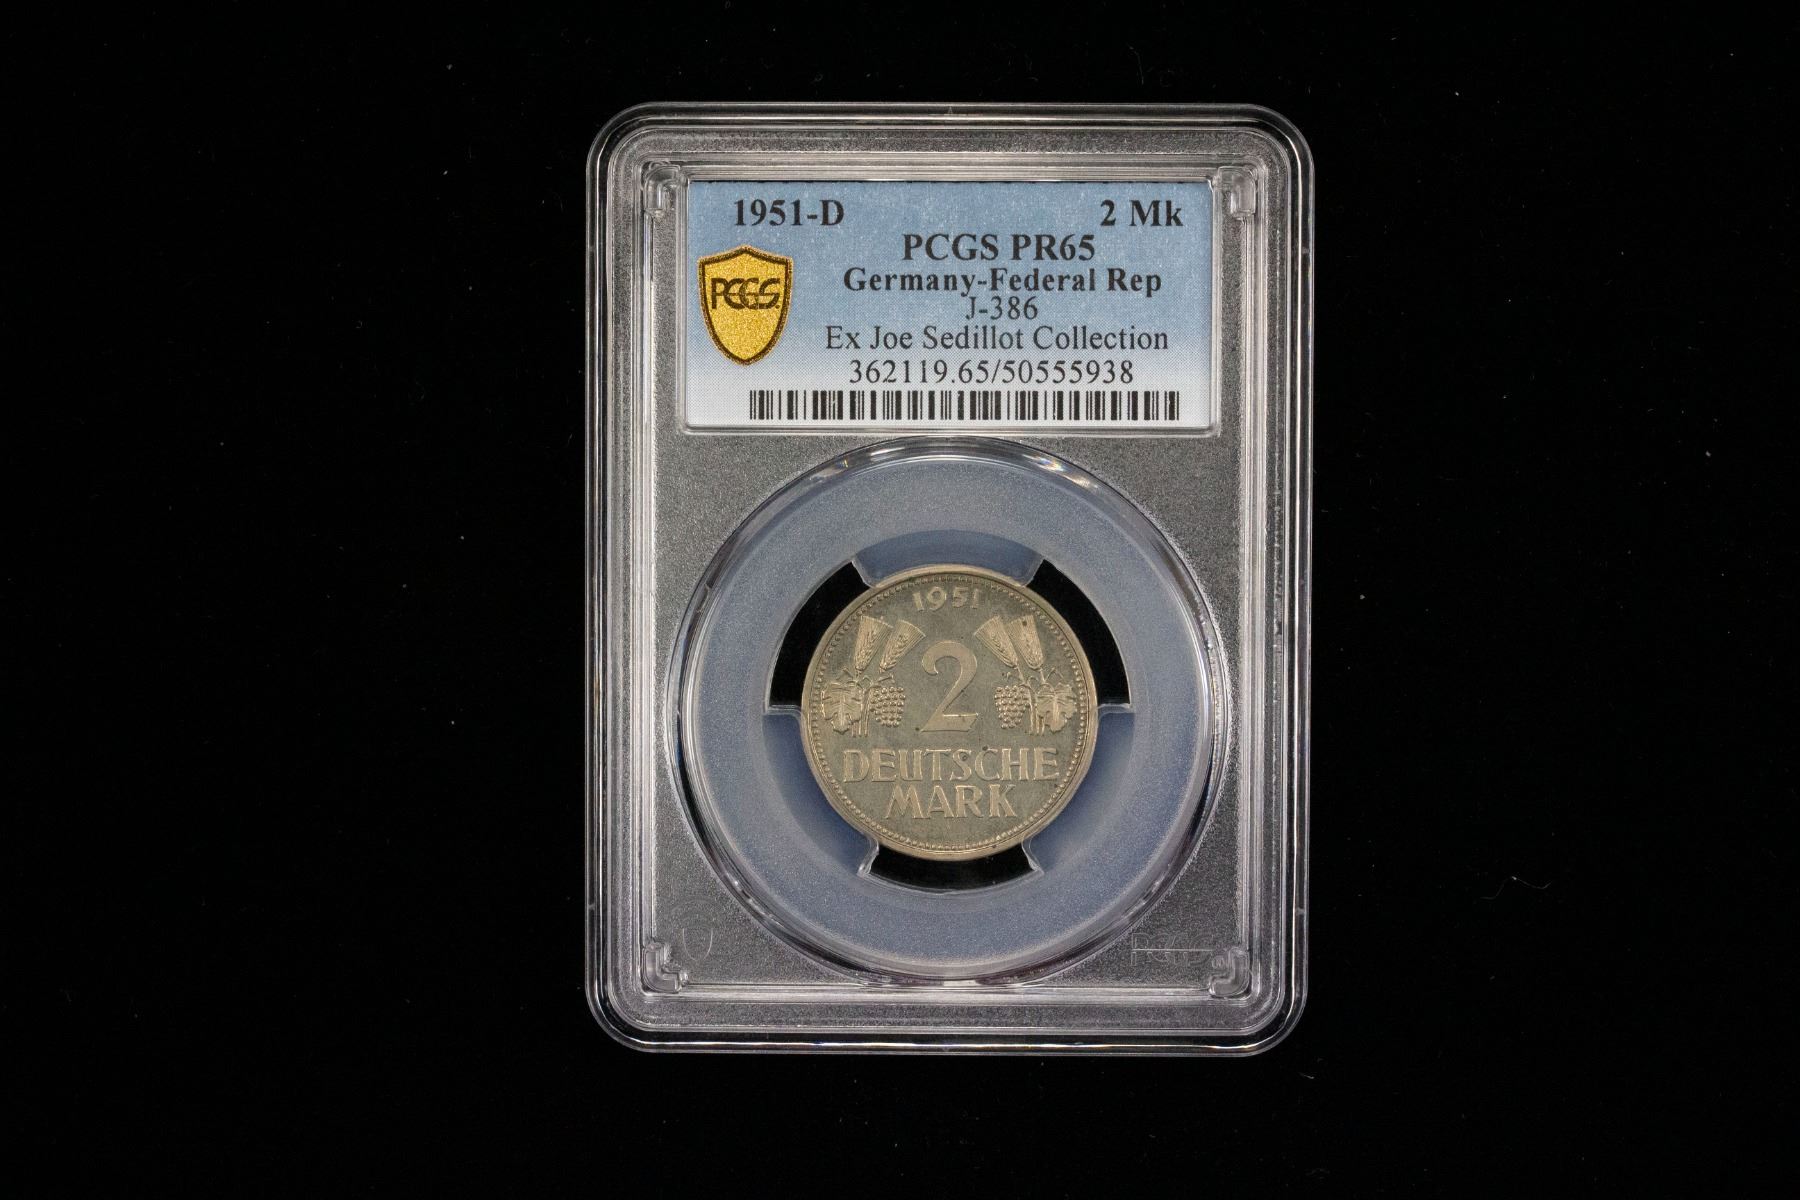 1951-D 2 Mk
PCGS PR65
PCGS
Germany-Federal Rep
J-386
Ex Joe Sedillot Collection
362119.65/50555938
1951
2
DEUTSCHE
MARK
PCGS